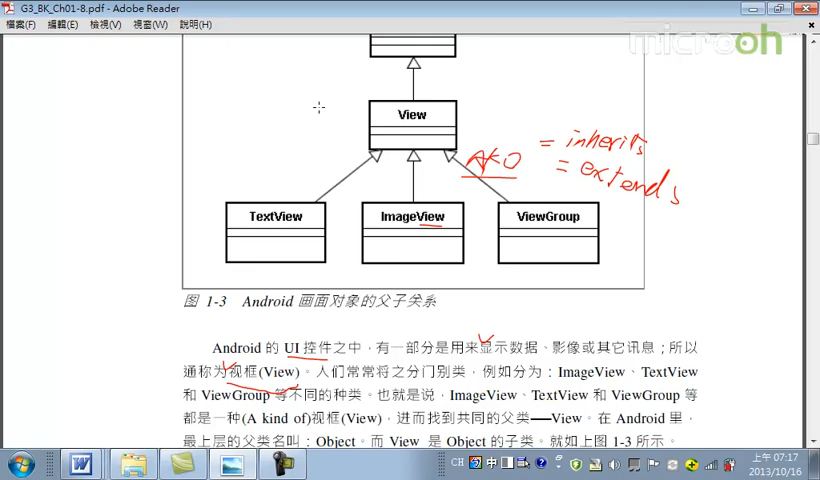 G3_BK_Ch01-8.pdf - Adobe Reader
檔案(F) 編輯(E) 檢視(V) 視窗(W) 說明(H)
microoh
View
AKO = inherits
= extends
TextView ImageView ViewGroup
图 1-3 Android 画面对象的父子关系
Android 的 UI 控件之中，有一部分是用来显示数据、影像或其它讯息；所以
通称为视框(View)。人们常常将之分门别类，例如分为：ImageView、TextView
和 ViewGroup 等不同的种类。也就是说，ImageView、TextView 和 ViewGroup 等
都是一种(A kind of)视框(View)，进而找到共同的父类──View。在 Android 里，
最上层的父类名叫：Object。而 View 是 Object 的子类。就如上图 1-3 所示。
CH 中
上午 07:17
2013/10/16